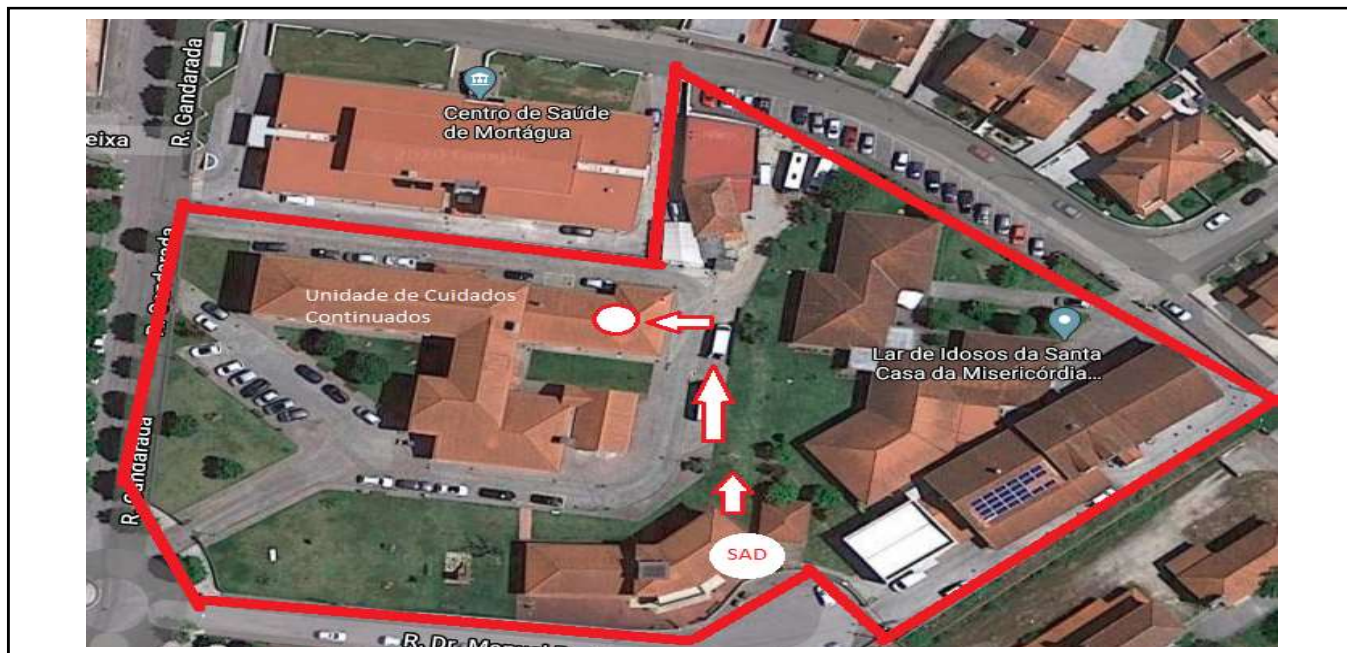 R. Gandarada
eixa
Centro de Saúde
de Mortágua
R. Gandarada
Unidade de Cuidados
Continuados
Lar de Idosos da Santa
Casa da Misericórdia...
R. Gandarada
SAD
R. Dr. Manuel